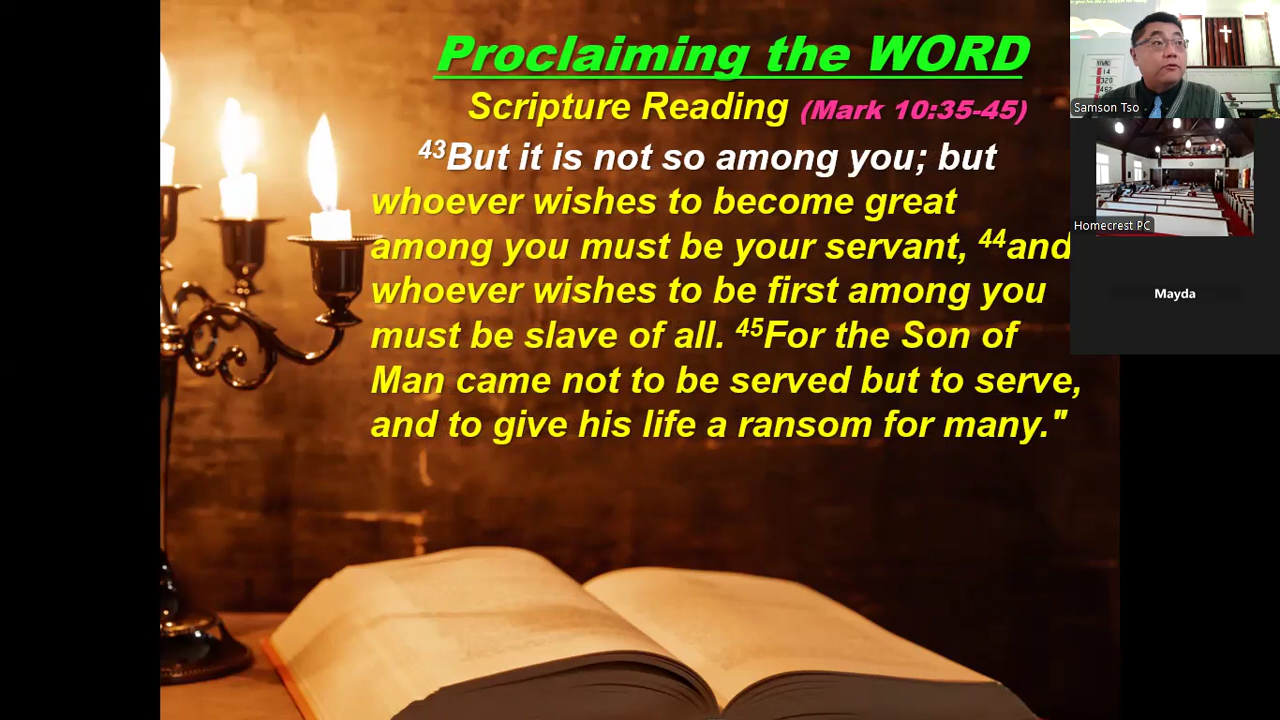 Proclaiming the WORD
Scripture Reading (Mark 10:35-45)
43But it is not so among you; but
whoever wishes to become great
among you must be your servant, 44and
whoever wishes to be first among you
must be slave of all. 45For the Son of
Man came not to be served but to serve,
and to give his life a ransom for many."
14
320
Samson Tso
Homecrest PC
Mayda